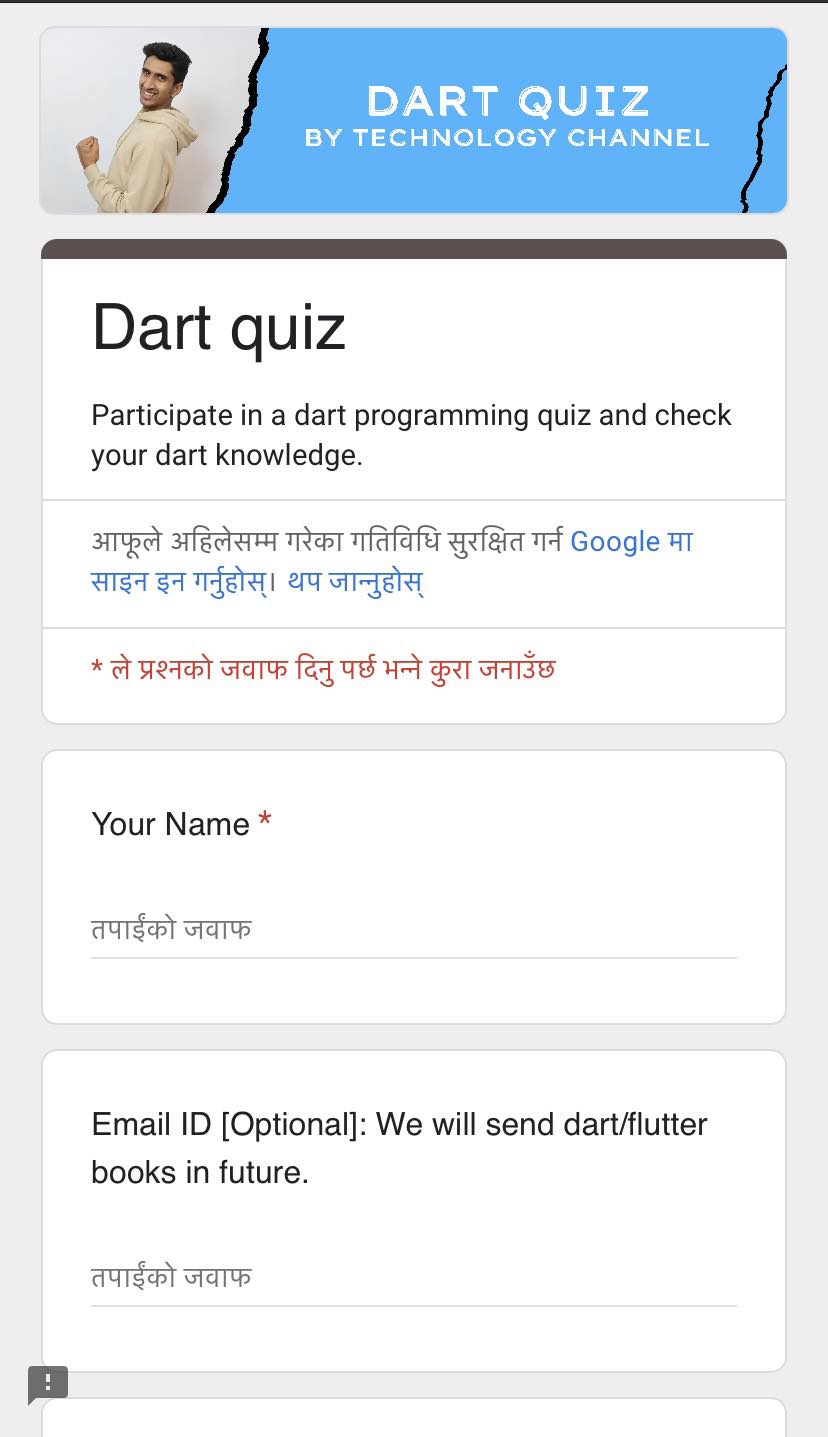 DART QUIZ
BY TECHNOLOGY CHANNEL
Dart quiz
Participate in a dart programming quiz and check
your dart knowledge.
आफूले अहिलेसम्म गरेका गतिविधि सुरक्षित गर्न Google मा
साइन इन गर्नुहोस्। थप जान्नुहोस्
* ले प्रश्नको जवाफ दिनु पर्छ भन्ने कुरा जनाउँछ
Your Name *
तपाईंको जवाफ
Email ID [Optional]: We will send dart/flutter
books in future.
तपाईंको जवाफ